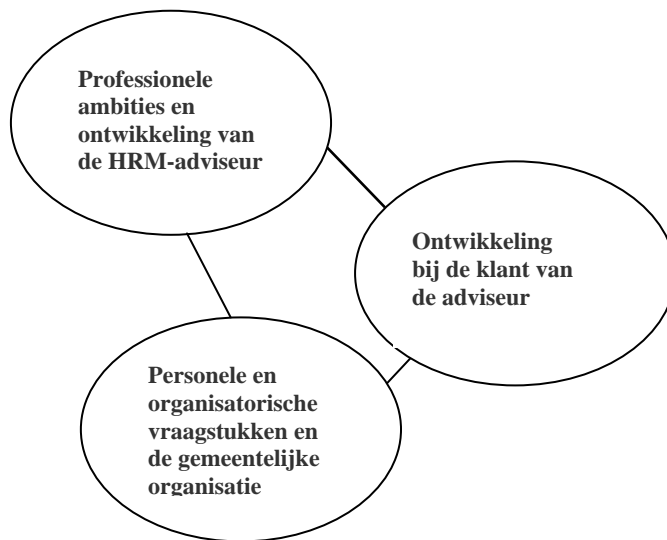 Professionele
ambities en
ontwikkeling van
de HRM-adviseur
Ontwikkeling
bij de klant van
de adviseur
Personele en
organisatorische
vraagstukken en
de gemeentelijke
organisatie